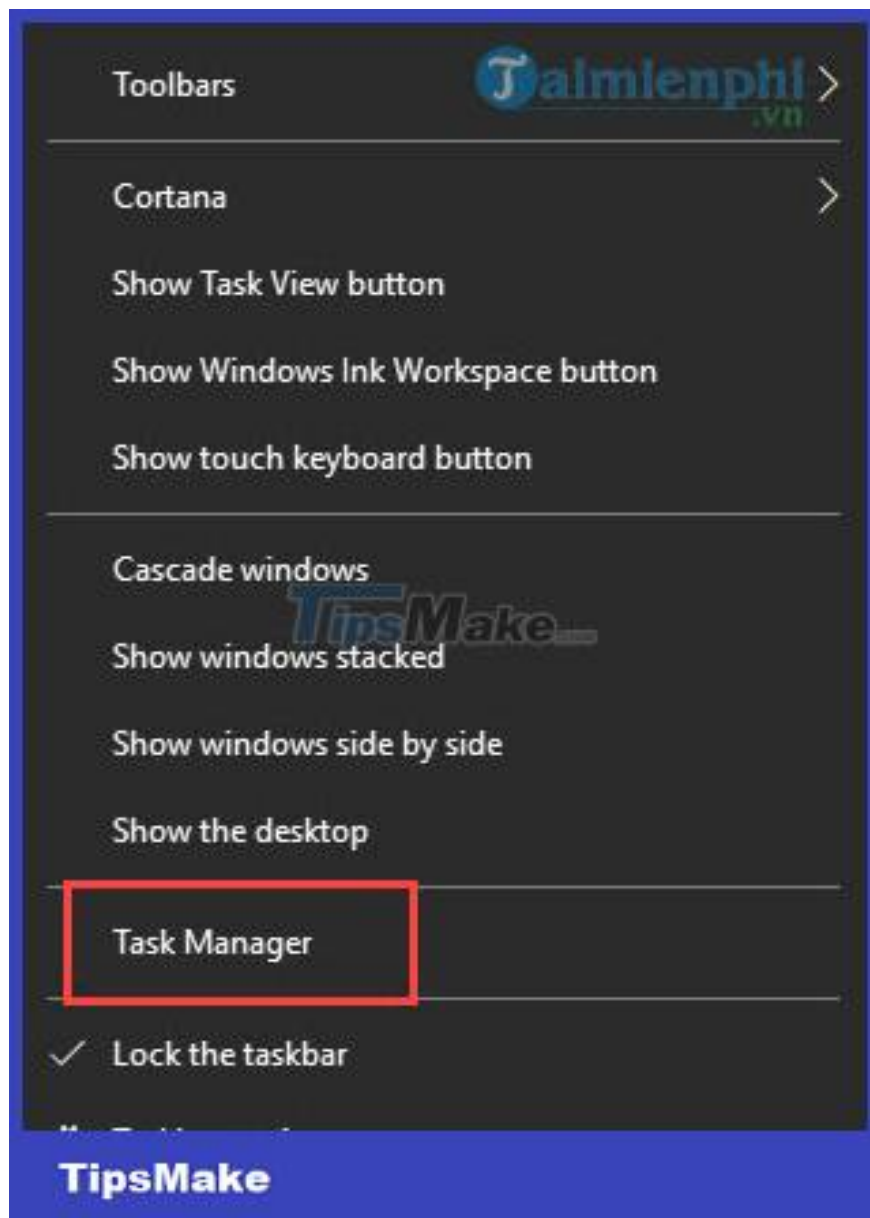 Toolbars
Taimienphi
.vn
Cortana
Show Task View button
Show Windows Ink Workspace button
Show touch keyboard button
Cascade windows
TipsMake
Show windows stacked
Show windows side by side
Show the desktop
Task Manager
Lock the taskbar
TipsMake